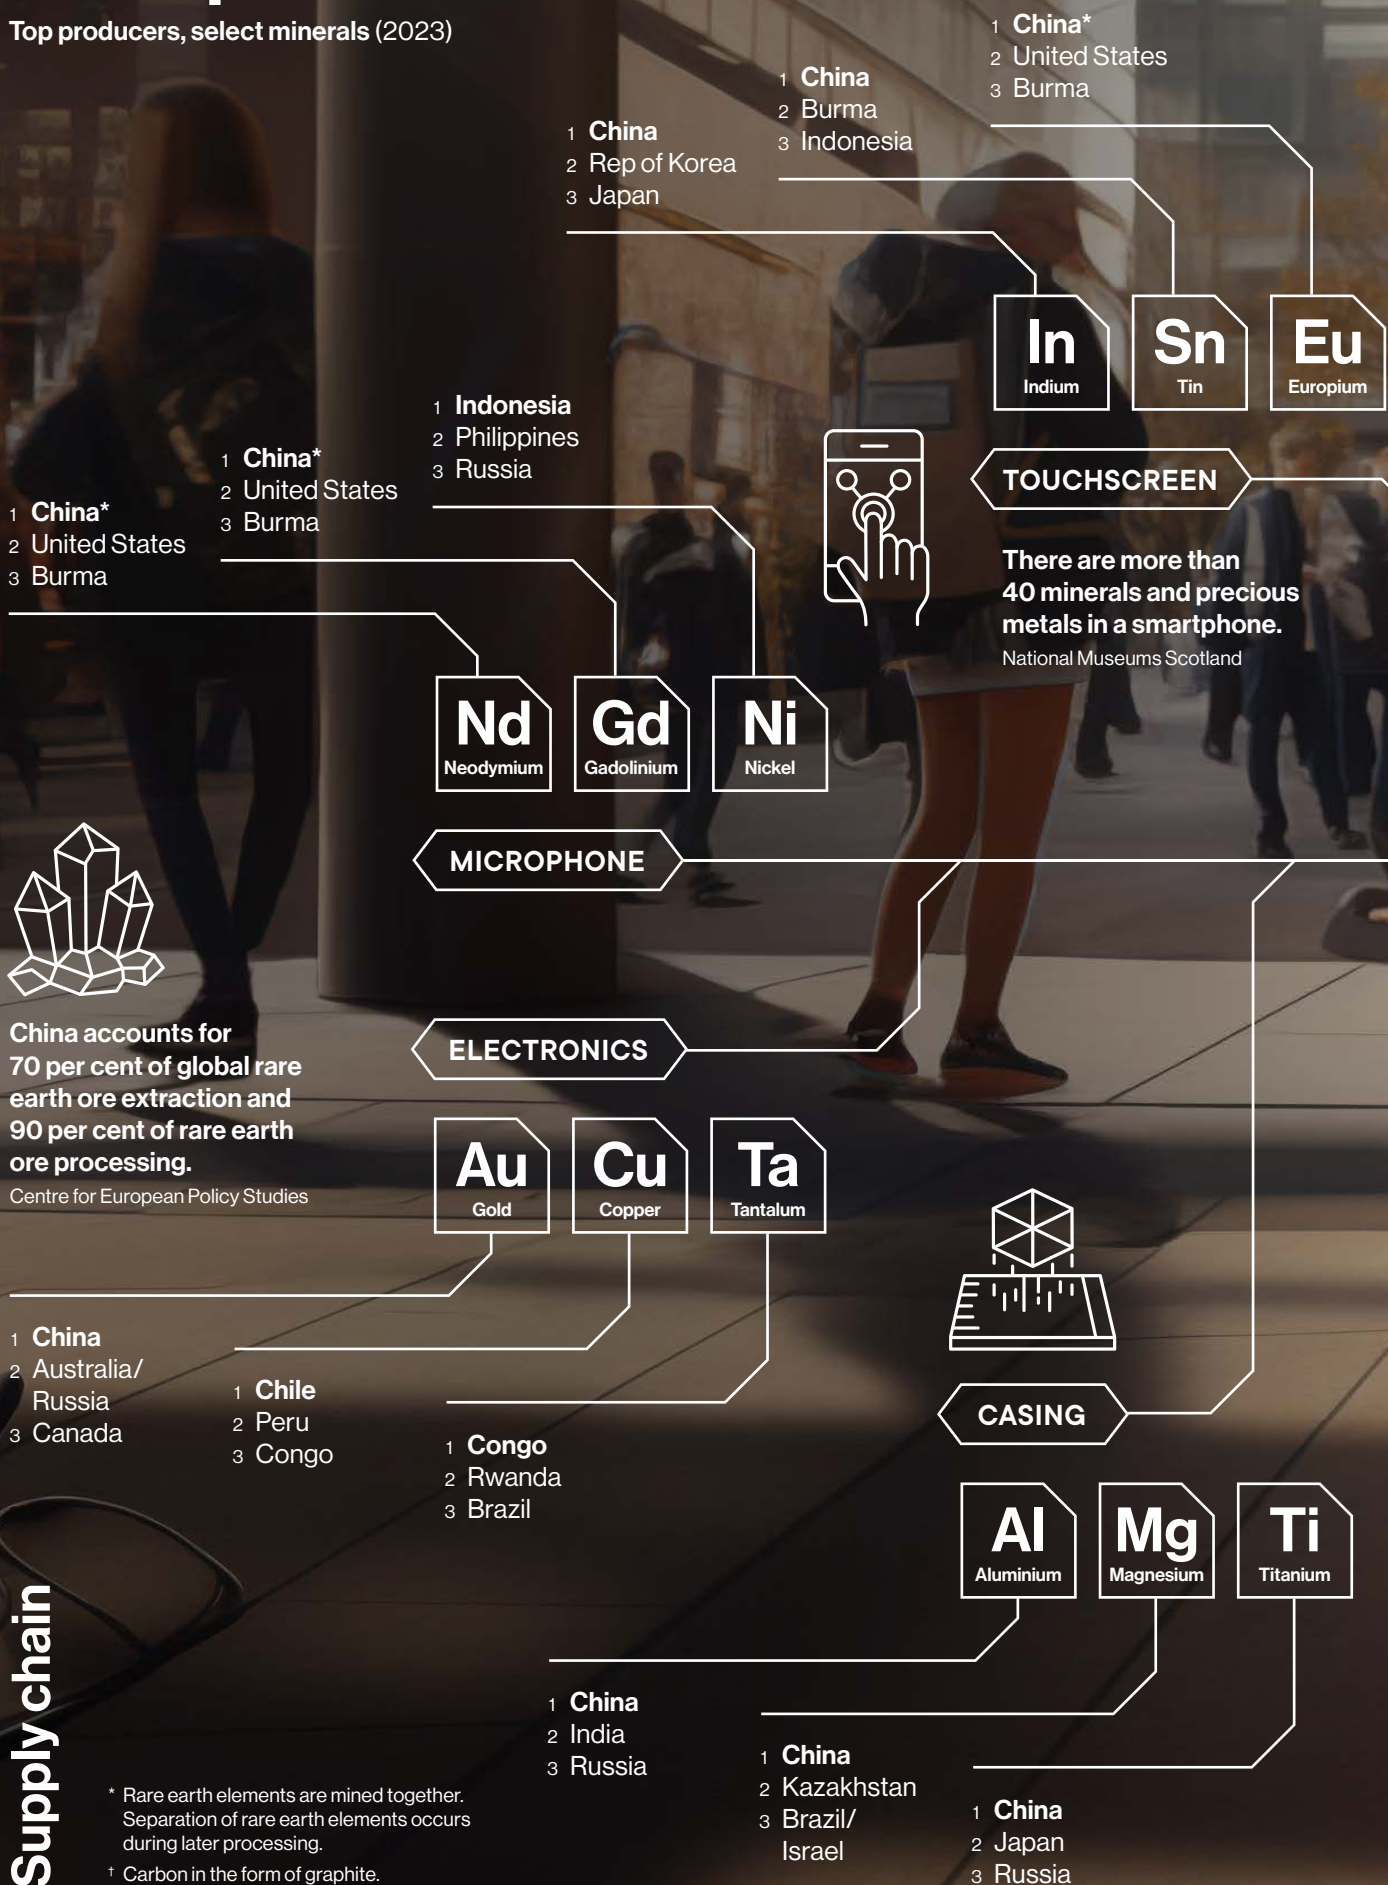 Top producers, select minerals (2023)
1 China*
2 United States
3 Burma
1 China
2 Burma
3 Indonesia
1 China
2 Rep of Korea
3 Japan
In
Indium
Sn
Tin
Eu
Europium
TOUCHSCREEN
There are more than
40 minerals and precious
metals in a smartphone.
National Museums Scotland
1 Indonesia
2 Philippines
3 Russia
1 China*
2 United States
3 Burma
1 China*
2 United States
3 Burma
Nd
Neodymium
Gd
Gadolinium
Ni
Nickel
MICROPHONE
China accounts for
70 per cent of global rare
earth ore extraction and
90 per cent of rare earth
ore processing.
Centre for European Policy Studies
ELECTRONICS
Au
Gold
Cu
Copper
Ta
Tantalum
1 China
2 Australia/
Russia
3 Canada
1 Chile
2 Peru
3 Congo
1 Congo
2 Rwanda
3 Brazil
CASING
Al
Aluminium
Mg
Magnesium
Ti
Titanium
1 China
2 India
3 Russia
1 China
2 Kazakhstan
3 Brazil/
Israel
1 China
2 Japan
3 Russia
Supply chain
* Rare earth elements are mined together.
Separation of rare earth elements occurs
during later processing.
† Carbon in the form of graphite.